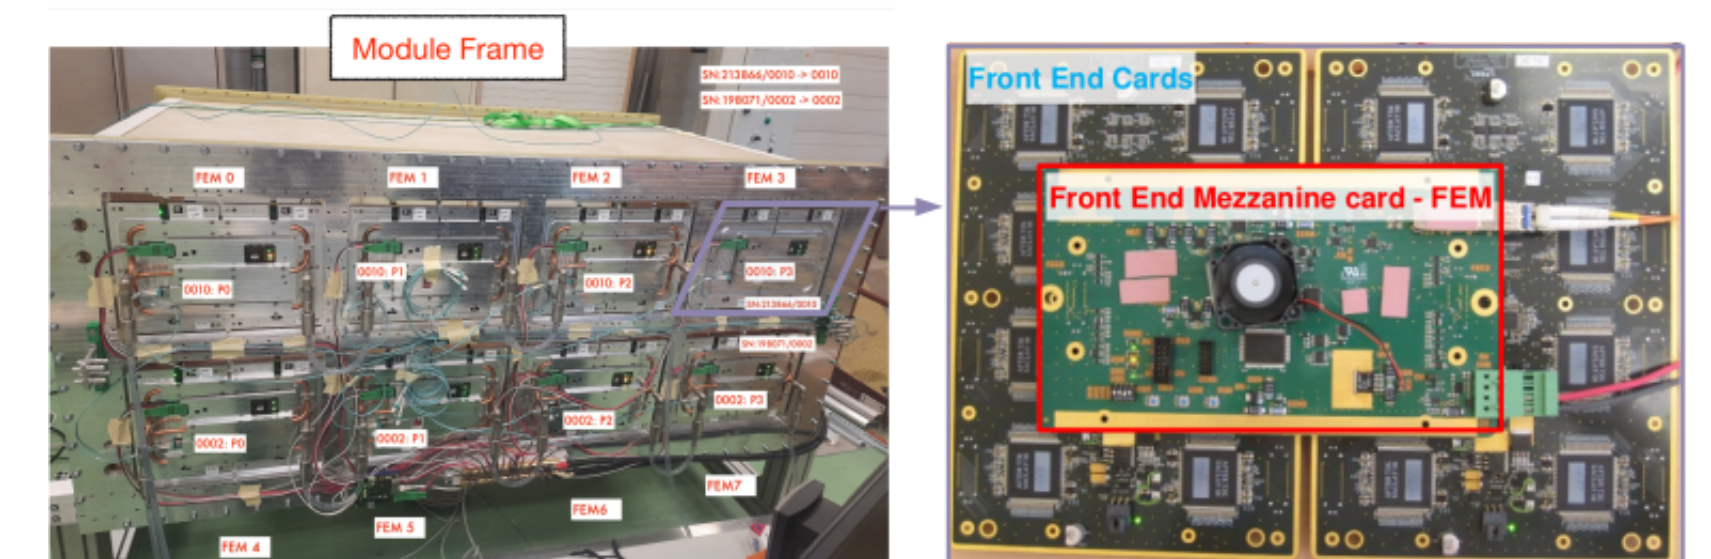 Module Frame
SN:213866/0010 -> 0010
SN:198071/0002 -> 0002
FEM 0
FEM 1
FEM 2
FEM 3
0010: P0
0010: P1
0010: P2
0010: P3
SN:213866/0010
SN:198071/0002
0002: P0
0002: P1
0002: P2
0002: P3
FEM 4
FEM 5
FEM6
FEM7
Front End Cards
Front End Mezzanine card - FEM